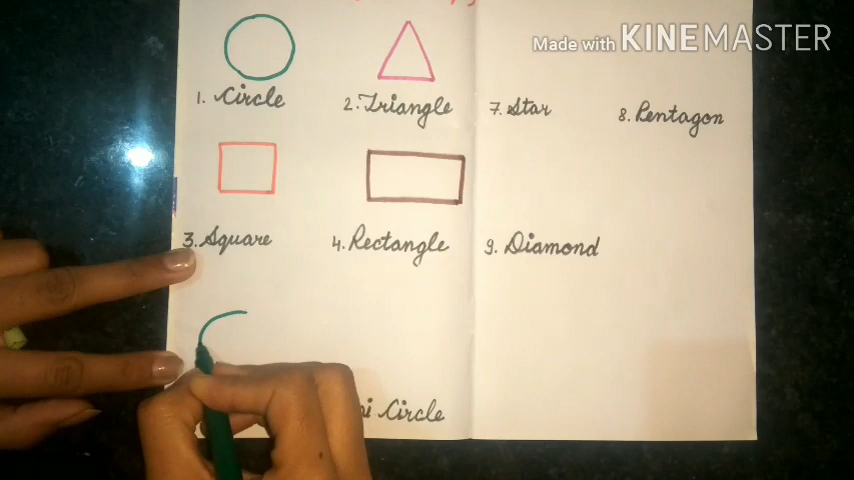 Made with KINEMASTER
1. Circle
2. Triangle
7. Star
8. Pentagon
3. Square
4. Rectangle
9. Diamond
Circle